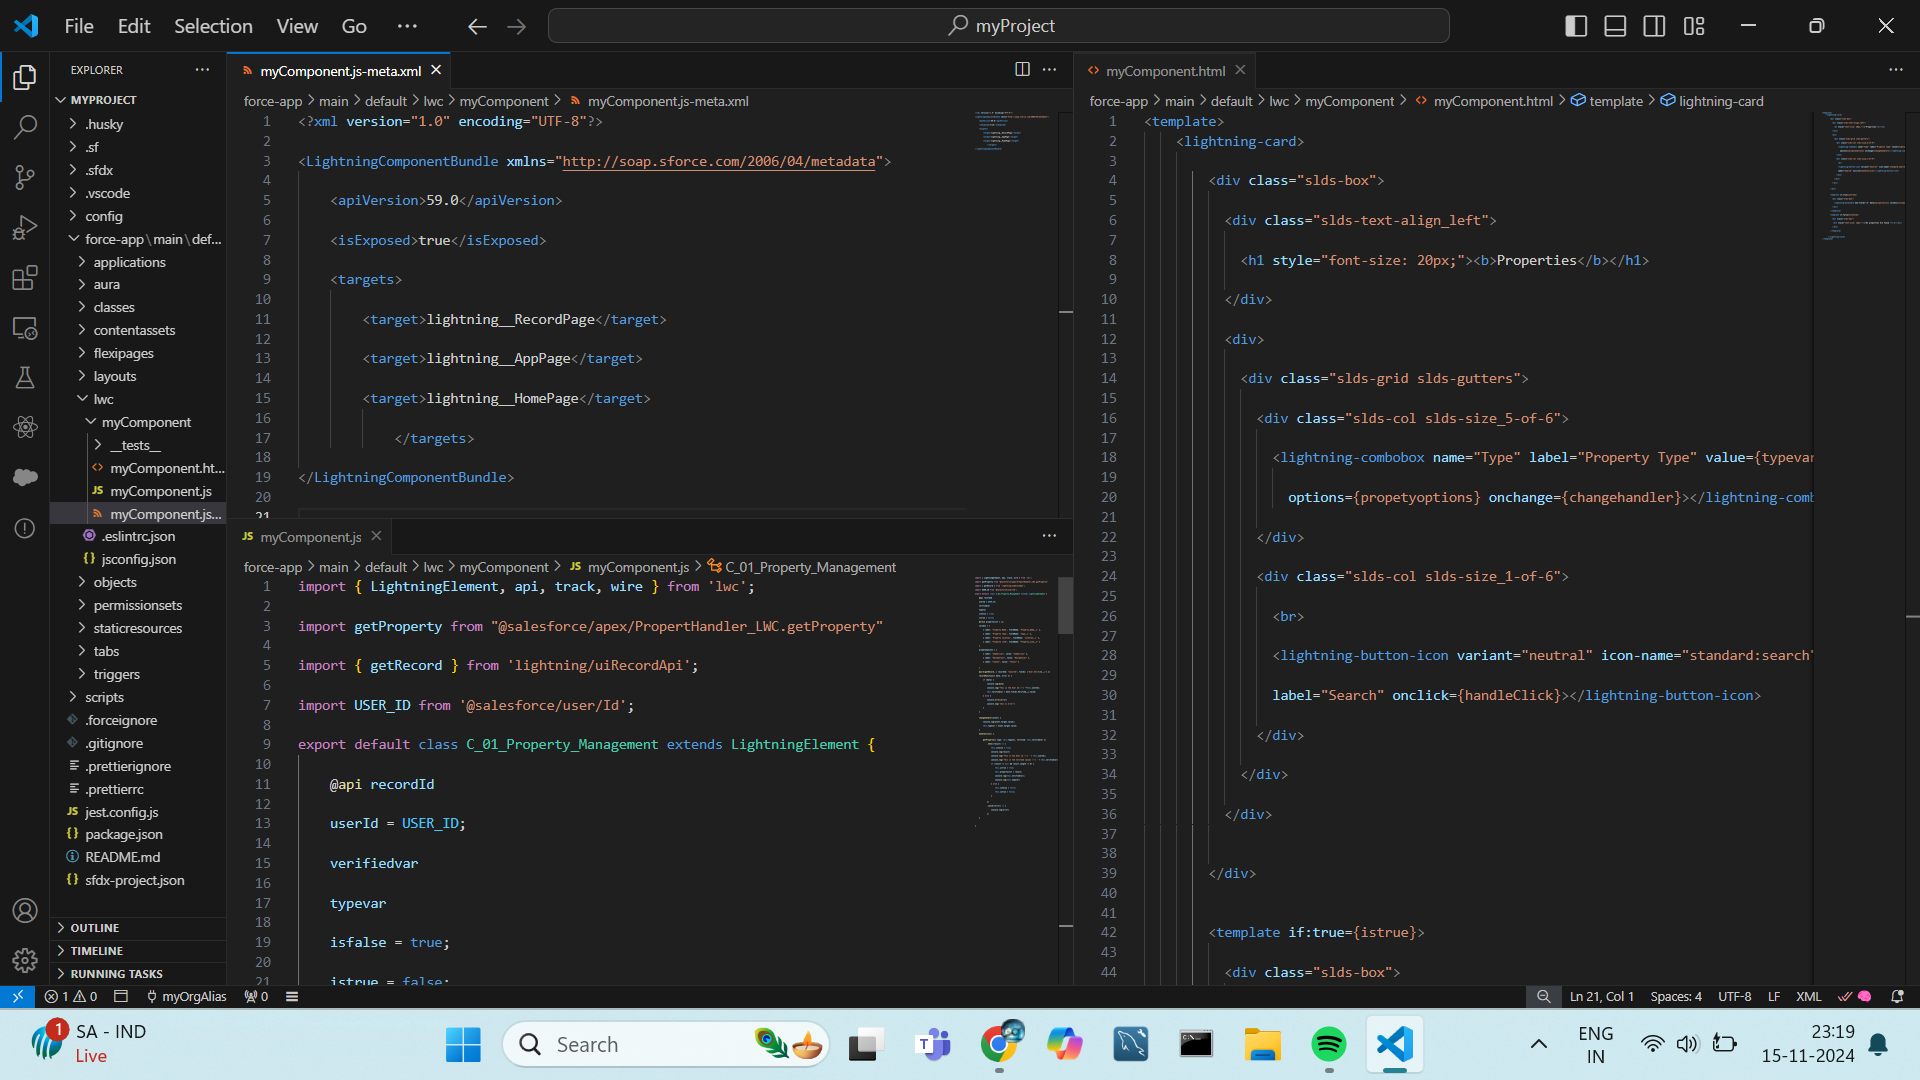 File Edit Selection View Go ···
myProject
EXPLORER
MYPROJECT
.husky
.sf
.sfdx
.vscode
config
force-app\main\def...
applications
aura
classes
contentassets
flexipages
layouts
lwc
myComponent
__tests__
myComponent.ht...
JS myComponent.js
myComponent.js...
.eslintrc.json
{} jsconfig.json
objects
permissionsets
staticresources
tabs
triggers
scripts
.forceignore
.gitignore
.prettierignore
.prettierrc
JS jest.config.js
{} package.json
README.md
{} sfdx-project.json
OUTLINE
TIMELINE
RUNNING TASKS
myComponent.js-meta.xml
force-app > main > default > lwc > myComponent > myComponent.js-meta.xml
1 <?xml version="1.0" encoding="UTF-8"?>
2
3 <LightningComponentBundle xmlns="http://soap.sforce.com/2006/04/metadata">
4
5 <apiVersion>59.0</apiVersion>
6
7 <isExposed>true</isExposed>
8
9 <targets>
10
11 <target>lightning__RecordPage</target>
12
13 <target>lightning__AppPage</target>
14
15 <target>lightning__HomePage</target>
16
17 </targets>
18
19 </LightningComponentBundle>
20
21
JS myComponent.js
force-app > main > default > lwc > myComponent > JS myComponent.js > C_01_Property_Management
1 import { LightningElement, api, track, wire } from 'lwc';
2
3 import getProperty from "@salesforce/apex/PropertHandler_LWC.getProperty"
4
5 import { getRecord } from 'lightning/uiRecordApi';
6
7 import USER_ID from '@salesforce/user/Id';
8
9 export default class C_01_Property_Management extends LightningElement {
10
11 @api recordId
12
13 userId = USER_ID;
14
15 verifiedvar
16
17 typevar
18
19 isfalse = true;
20
21 istrue = false;
myComponent.html
force-app > main > default > lwc > myComponent > myComponent.html > template > lightning-card
1 <template>
2 <lightning-card>
3
4 <div class="slds-box">
5
6 <div class="slds-text-align_left">
7
8 <h1 style="font-size: 20px;"><b>Properties</b></h1>
9
10 </div>
11
12 <div>
13
14 <div class="slds-grid slds-gutters">
15
16 <div class="slds-col slds-size_5-of-6">
17
18 <lightning-combobox name="Type" label="Property Type" value={typevar
19
20 options={propetyoptions} onchange={changehandler}></lightning-comb
21
22 </div>
23
24 <div class="slds-col slds-size_1-of-6">
25
26 <br>
27
28 <lightning-button-icon variant="neutral" icon-name="standard:search"
29
30 label="Search" onclick={handleClick}></lightning-button-icon>
31
32 </div>
33
34 </div>
35
36 </div>
37
38
39 </div>
40
41
42 <template if:true={istrue}>
43
44 <div class="slds-box">
1 0 myOrgAlias 0
Ln 21, Col 1 Spaces: 4 UTF-8 LF XML
1 SA - IND
Live
Search
ENG
IN
23:19
15-11-2024